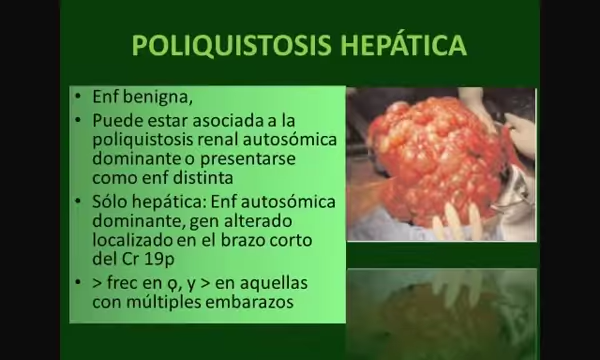 POLIQUISTOSIS HEPÁTICA
• Enf benigna,
• Puede estar asociada a la
poliquistosis renal autosómica
dominante o presentarse
como enf distinta
• Sólo hepática: Enf autosómica
dominante, gen alterado
localizado en el brazo corto
del Cr 19p
• > frec en ϙ, y > en aquellas
con múltiples embarazos